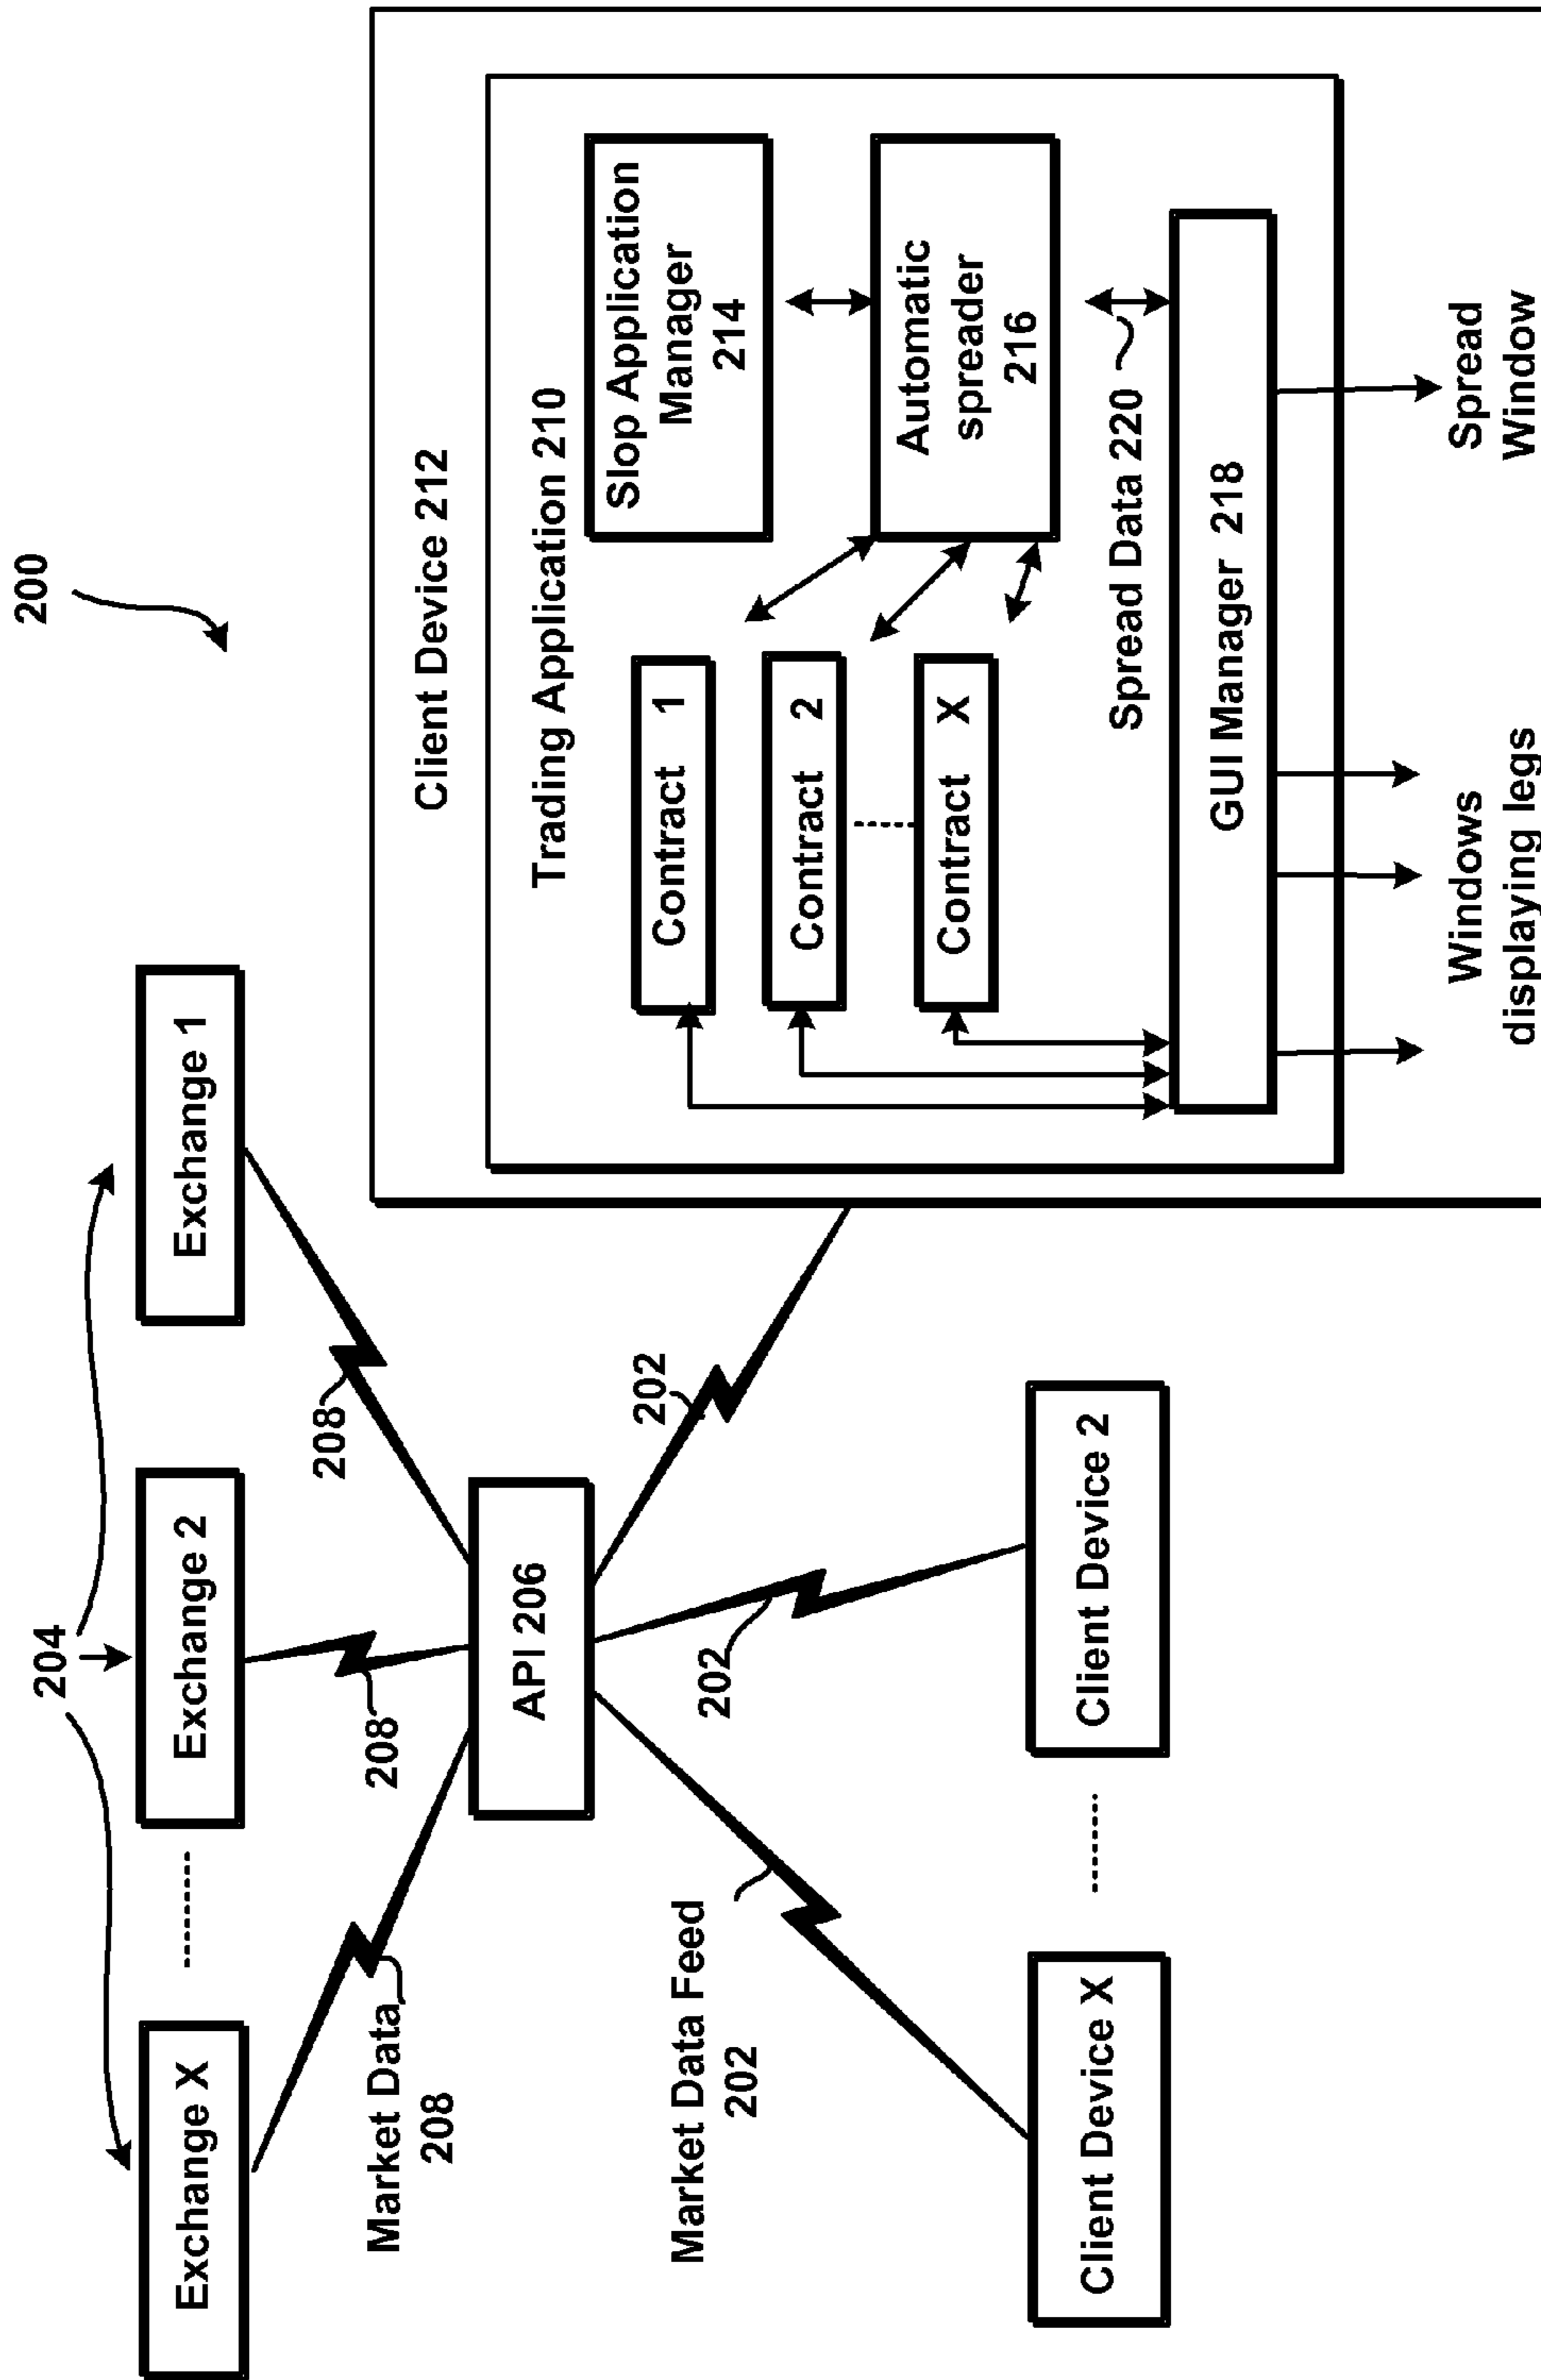 200
204
Exchange X
Exchange 2
Exchange 1
208
Market Data
208
208
API 206
Market Data Feed
202
202
202
Client Device X
Client Device 2
Client Device 212
Trading Application 210
Contract 1
Contract 2
Contract X
Slop Application
Manager
214
Automatic
spreader
216
Spread Data 220
GUI Manager 218
Windows
displaying legs
Spread
Window